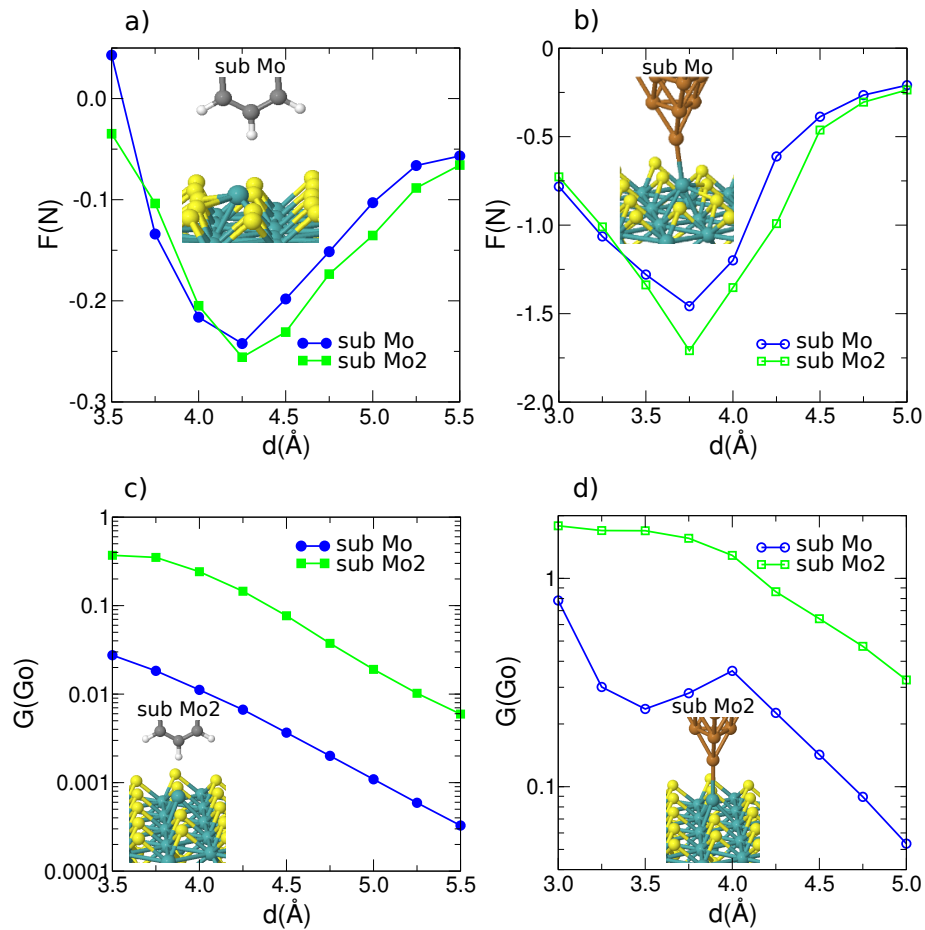 a)
sub Mo
F(N)
0.0
-0.1
-0.2
-0.3
3.5
4.0
4.5
5.0
5.5
d(Å)
sub Mo
sub Mo2
b)
sub Mo
F(N)
0
-0.5
-1.0
-1.5
-2.0
3.0
3.5
4.0
4.5
5.0
d(Å)
sub Mo
sub Mo2
c)
G(Go)
1
0.1
0.01
0.001
0.0001
3.5
4.0
4.5
5.0
5.5
d(Å)
sub Mo
sub Mo2
sub Mo2
d)
G(Go)
1
0.1
3.0
3.5
4.0
4.5
5.0
d(Å)
sub Mo
sub Mo2
sub Mo2